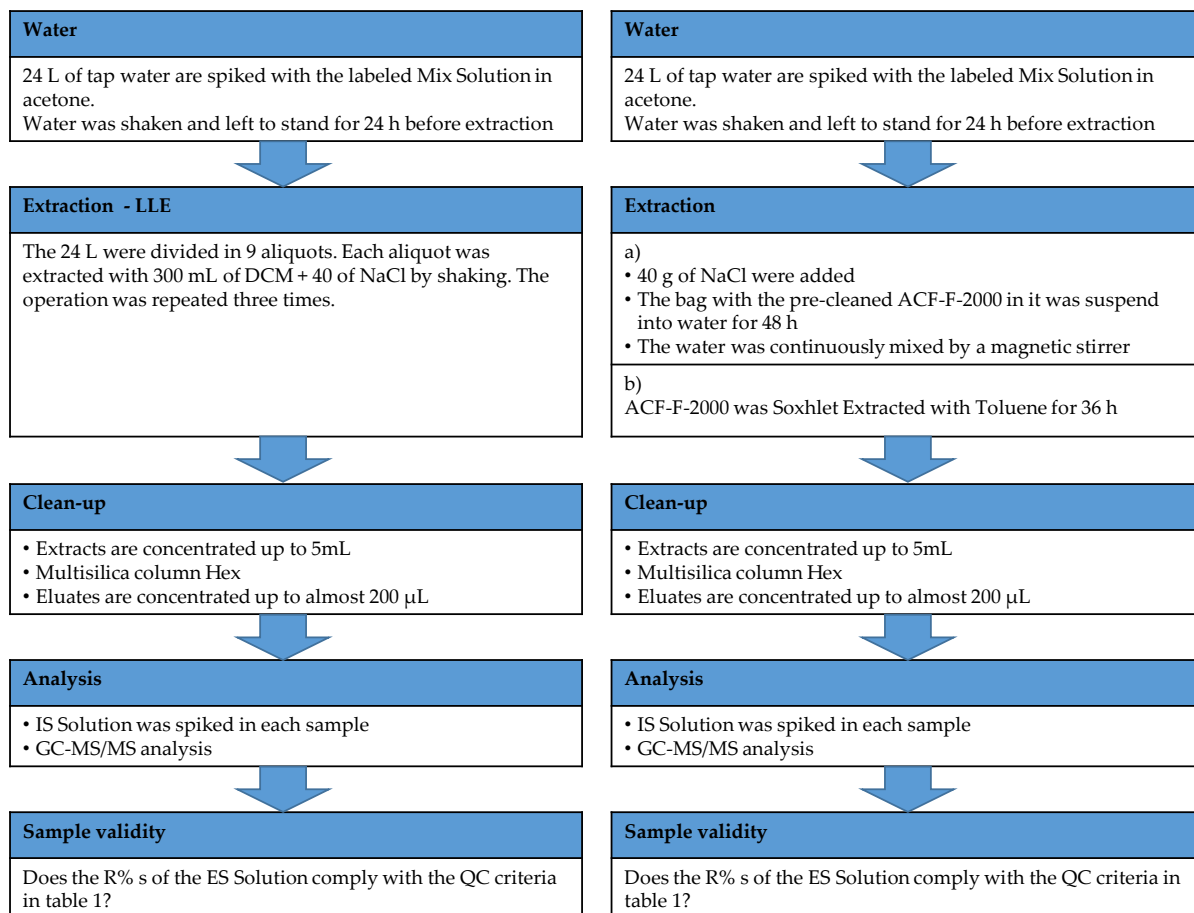 Water
24 L of tap water are spiked with the labeled Mix Solution in
acetone.
Water was shaken and left to stand for 24 h before extraction
Extraction - LLE
The 24 L were divided in 9 aliquots. Each aliquot was
extracted with 300 mL of DCM + 40 of NaCl by shaking. The
operation was repeated three times.
Clean-up
• Extracts are concentrated up to 5mL
• Multisilica column Hex
• Eluates are concentrated up to almost 200 µL
Analysis
• IS Solution was spiked in each sample
• GC-MS/MS analysis
Sample validity
Does the R% s of the ES Solution comply with the QC criteria
in table 1?
Water
24 L of tap water are spiked with the labeled Mix Solution in
acetone.
Water was shaken and left to stand for 24 h before extraction
Extraction
a)
• 40 g of NaCl were added
• The bag with the pre-cleaned ACF-F-2000 in it was suspend
into water for 48 h
• The water was continuously mixed by a magnetic stirrer
b)
ACF-F-2000 was Soxhlet Extracted with Toluene for 36 h
Clean-up
• Extracts are concentrated up to 5mL
• Multisilica column Hex
• Eluates are concentrated up to almost 200 µL
Analysis
• IS Solution was spiked in each sample
• GC-MS/MS analysis
Sample validity
Does the R% s of the ES Solution comply with the QC criteria
in table 1?